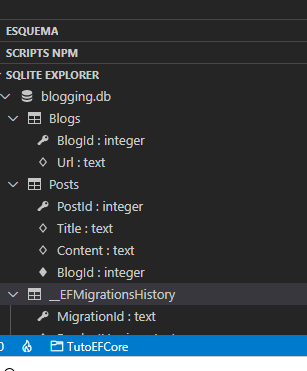 ESQUEMA
SCRIPTS NPM
SQLITE EXPLORER
blogging.db
Blogs
BlogId : integer
Url : text
Posts
PostId : integer
Title : text
Content : text
BlogId : integer
__EFMigrationsHistory
MigrationId : text
0 TutoEFCore